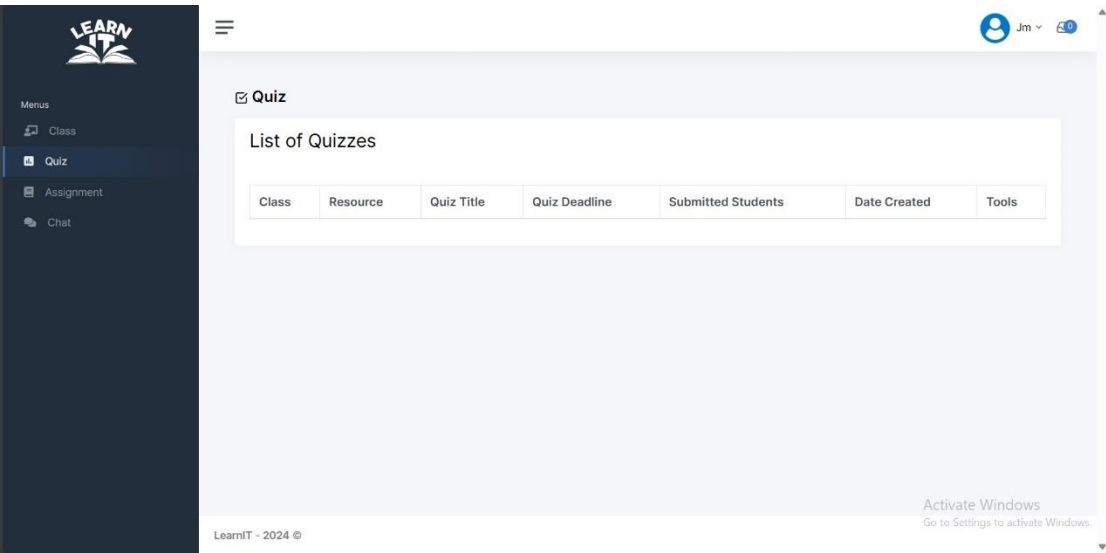 LEARN
IT
Jm
0
Menus
Class
Quiz
Assignment
Chat
Quiz
List of Quizzes
Class Resource Quiz Title Quiz Deadline Submitted Students Date Created Tools
Activate Windows
Go to Settings to activate Windows.
LearnIT - 2024 ©